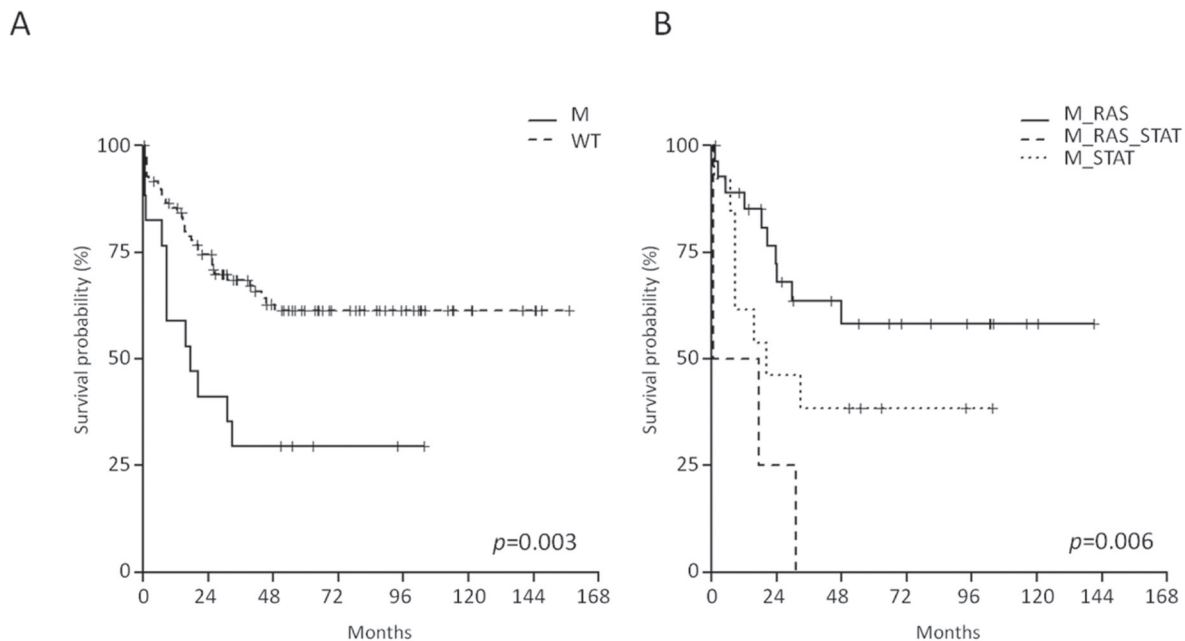 A
B
M
WT
M_RAS
M_RAS_STAT
M_STAT
100
75
50
25
0
Survival probability (%)
p=0.003
0 24 48 72 96 120 144 168
Months
100
75
50
25
0
Survival probability (%)
p=0.006
0 24 48 72 96 120 144 168
Months